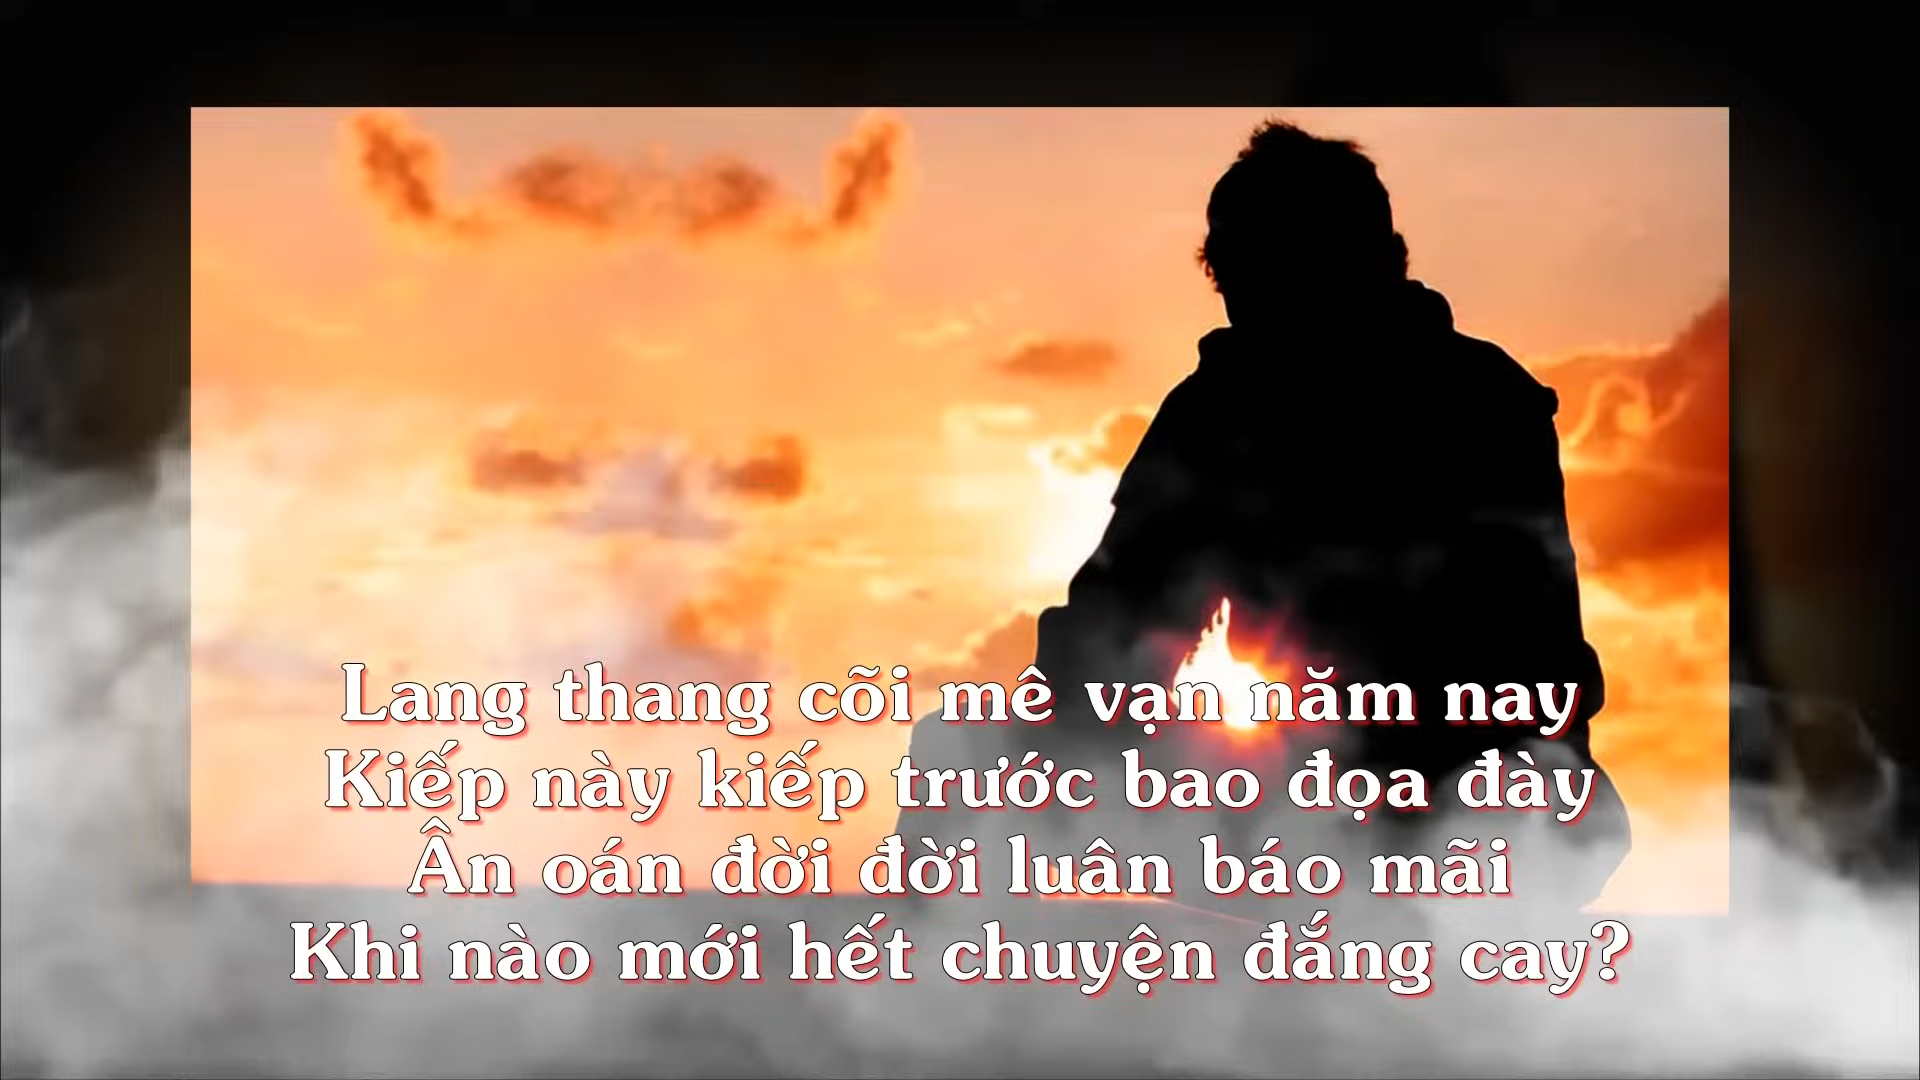 Lang thang cõi mê vạn năm nay
Kiếp này kiếp trước bao đọa đày
Ân oán đời đời luân báo mãi
Khi nào mới hết chuyện đắng cay?